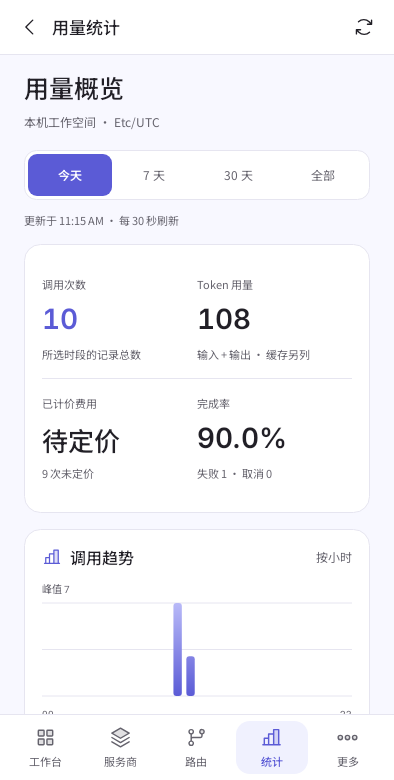 用量统计
用量概览
本机工作空间 • Etc/UTC
今天 7 天 30 天 全部
更新于 11:15 AM • 每 30 秒刷新
调用次数 Token 用量
10 108
所选时段的记录总数 输入 + 输出 • 缓存另列
已计价费用 完成率
待定价 90.0%
9 次未定价 失败 1 • 取消 0
调用趋势 按小时
峰值 7
工作台 服务商 路由 统计 更多